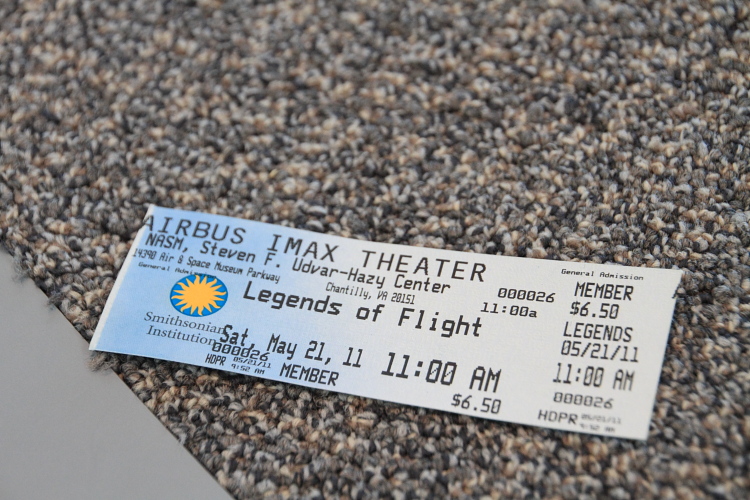 AIRBUS IMAX THEATER
NASM, Steven F. Udvar-Hazy Center
14390 Air & Space Museum Parkway
Chantilly, VA 20151
General Admi
000026
11:00a
Legends of Flight
Smithsonian
Institution
Sat, May 21, 11 11:00 AM
000026
HDPR 05/21/11
9:52 AM
MEMBER
$6.50
General Admission
MEMBER
$6.50
LEGENDS
05/21/11
11:00 AM
000026
HDPR 05/21/11
9:52 AM